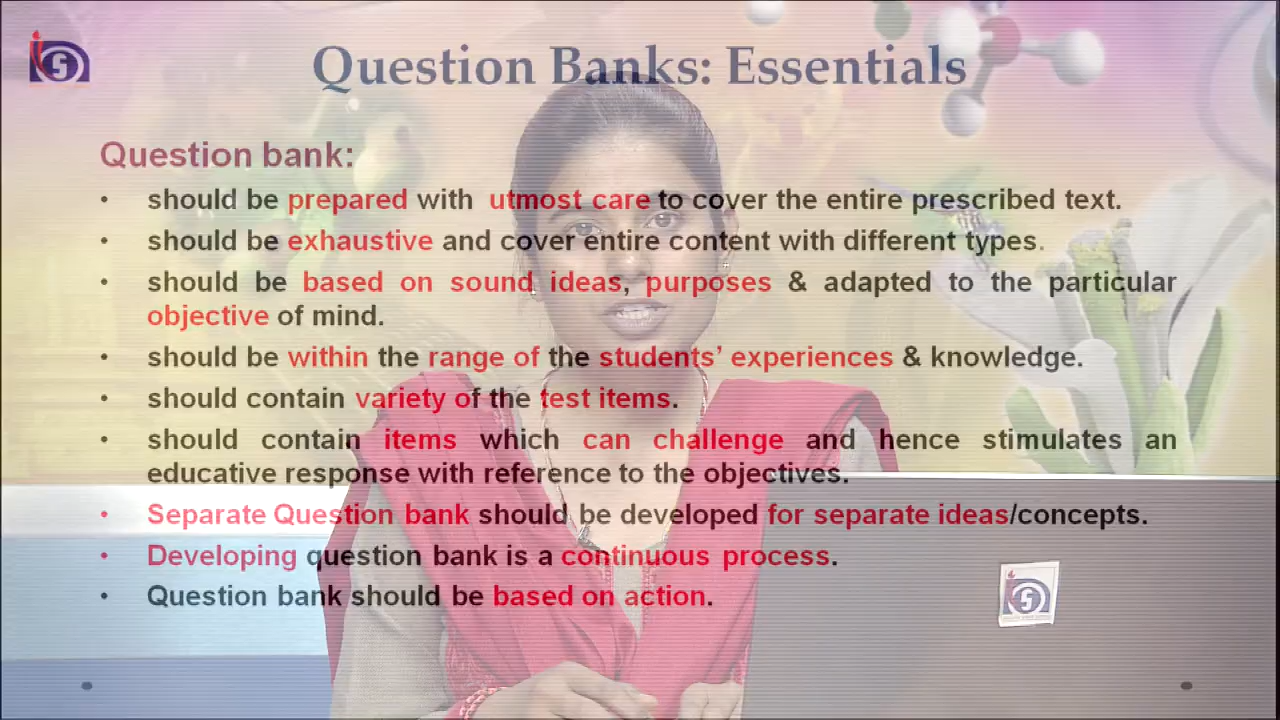 Question Banks: Essentials
Question bank:
• should be prepared with utmost care to cover the entire prescribed text.
• should be exhaustive and cover entire content with different types.
• should be based on sound ideas, purposes & adapted to the particular
objective of mind.
• should be within the range of the students’ experiences & knowledge.
• should contain variety of the test items.
• should contain items which can challenge and hence stimulates an
educative response with reference to the objectives.
• Separate Question bank should be developed for separate ideas/concepts.
• Developing question bank is a continuous process.
• Question bank should be based on action.